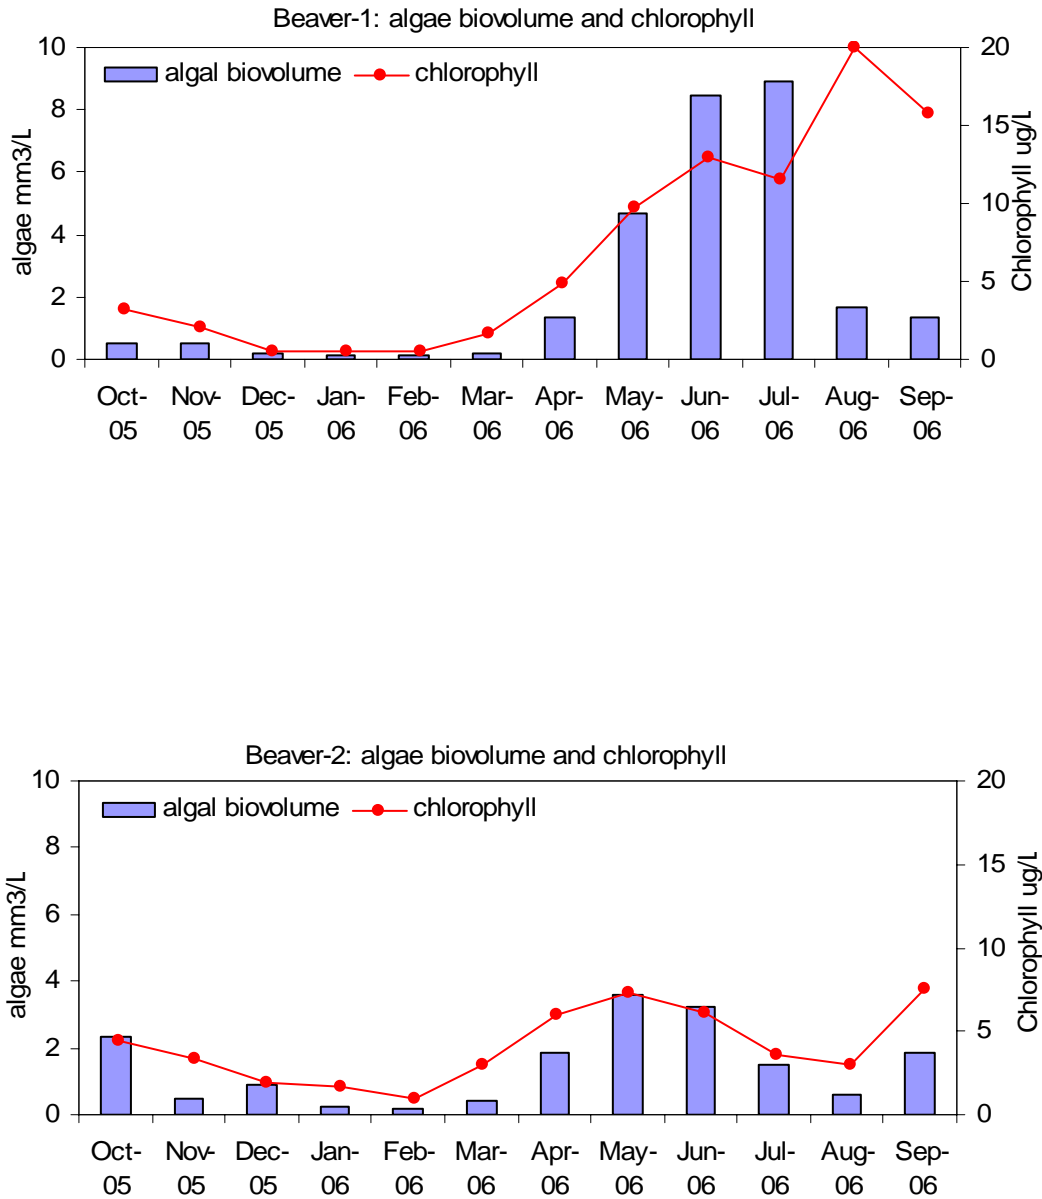 Beaver-1: algae biovolume and chlorophyll
10 20
algal biovolume chlorophyll
8
15
6
10
4
5
2
0 0
algae mm3/L
Chlorophyll ug/L
Oct- Nov- Dec- Jan- Feb- Mar- Apr- May- Jun- Jul- Aug- Sep-
05 05 05 06 06 06 06 06 06 06 06 06
Beaver-2: algae biovolume and chlorophyll
10 20
algal biovolume chlorophyll
8
15
6
10
4
5
2
0 0
algae mm3/L
Chlorophyll ug/L
Oct- Nov- Dec- Jan- Feb- Mar- Apr- May- Jun- Jul- Aug- Sep-
05 05 05 06 06 06 06 06 06 06 06 06